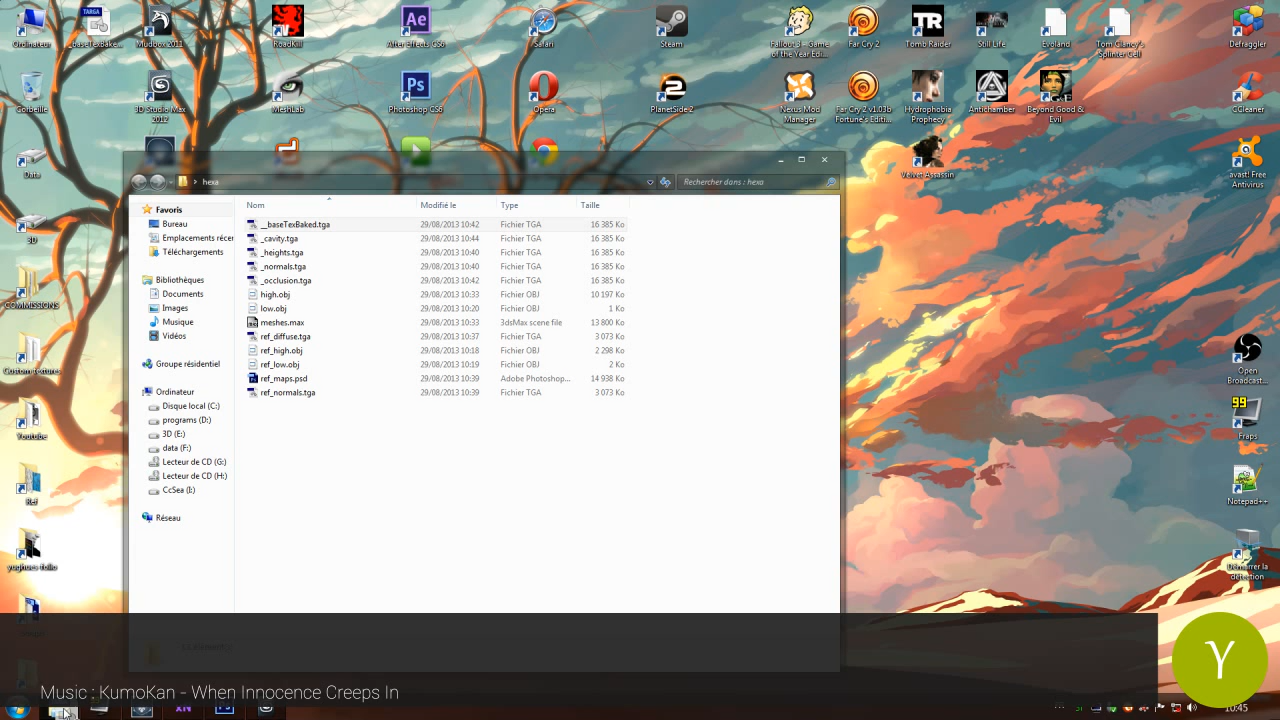 Ordinateur
_baseTexBake...
Mudbox 2011
RoadKill
After Effects CS6
Safari
Steam
Fallout 3 - Game of the Year Edi...
Far Cry 2
Tomb Raider
Still Life
Evoland
Tom Clancy's Splinter Cell
Defraggler
Corbeille
3D Studio Max 2012
MeshLab
Photoshop CS6
Opera
PlanetSide 2
Nexus Mod Manager
Far Cry 2 v1.03b Fortune's Editi...
Hydrophobia Prophecy
Antichamber
Beyond Good & Evil
CCleaner
Data
Velvet Assassin
avast! Free Antivirus
3D
COMMISSIONS
Custom textures
Youtube
Ref
yughues-folio
Open Broadcast...
99
Fraps
Notepad++
Démarrer la détection
hexa
Rechercher dans : hexa
Nom
Modifié le
Type
Taille
Favoris
Bureau
Emplacements récen
Téléchargements
Bibliothèques
Documents
Images
Musique
Vidéos
Groupe résidentiel
Ordinateur
Disque local (C:)
programs (D:)
3D (E:)
data (F:)
Lecteur de CD (G:)
Lecteur de CD (H:)
CcSea (I:)
Réseau
__baseTexBaked.tga 29/08/2013 10:42 Fichier TGA 16 385 Ko
_cavity.tga 29/08/2013 10:44 Fichier TGA 16 385 Ko
_heights.tga 29/08/2013 10:40 Fichier TGA 16 385 Ko
_normals.tga 29/08/2013 10:40 Fichier TGA 16 385 Ko
_occlusion.tga 29/08/2013 10:42 Fichier TGA 16 385 Ko
high.obj 29/08/2013 10:33 Fichier OBJ 10 197 Ko
low.obj 29/08/2013 10:20 Fichier OBJ 1 Ko
meshes.max 29/08/2013 10:33 3dsMax scene file 13 800 Ko
ref_diffuse.tga 29/08/2013 10:37 Fichier TGA 3 073 Ko
ref_high.obj 29/08/2013 10:18 Fichier OBJ 2 298 Ko
ref_low.obj 29/08/2013 10:19 Fichier OBJ 2 Ko
ref_maps.psd 29/08/2013 10:39 Adobe Photoshop... 14 938 Ko
ref_normals.tga 29/08/2013 10:39 Fichier TGA 3 073 Ko
13 élément(s)
Music : KumoKan - When Innocence Creeps In
Y
10:45